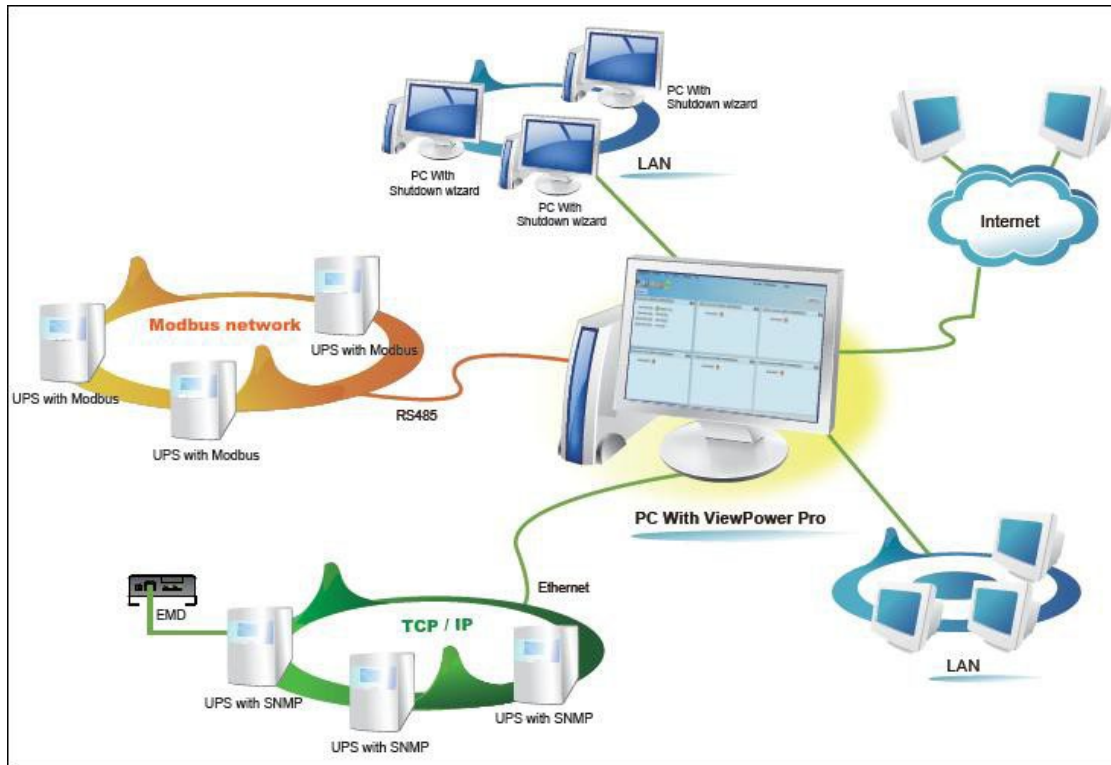 PC With
Shutdown wizard
PC With
Shutdown wizard
PC With
Shutdown wizard
LAN
Internet
Modbus network
UPS with Modbus
UPS with Modbus
UPS with Modbus
RS485
PC With ViewPower Pro
Ethernet
EMD
TCP / IP
UPS with SNMP
UPS with SNMP
UPS with SNMP
LAN